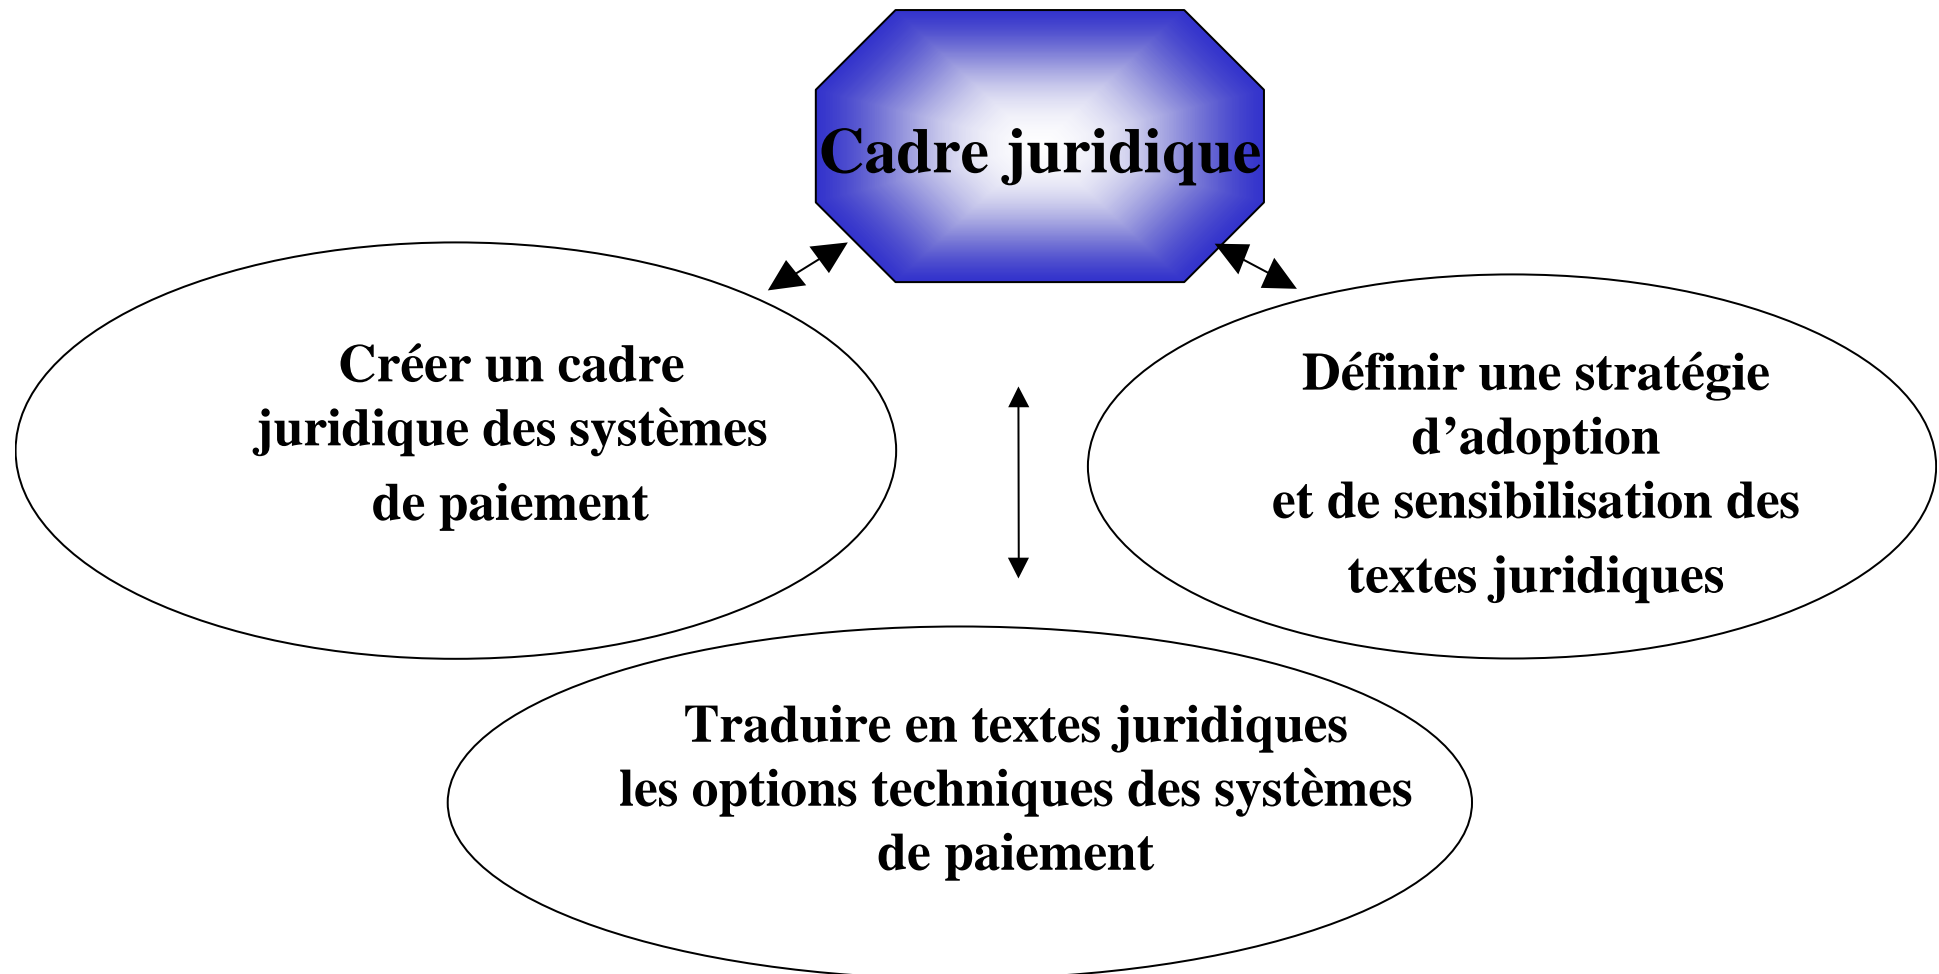 Cadre juridique
Créer un cadre
juridique des systèmes
de paiement
Définir une stratégie
d’adoption
et de sensibilisation des
textes juridiques
Traduire en textes juridiques
les options techniques des systèmes
de paiement